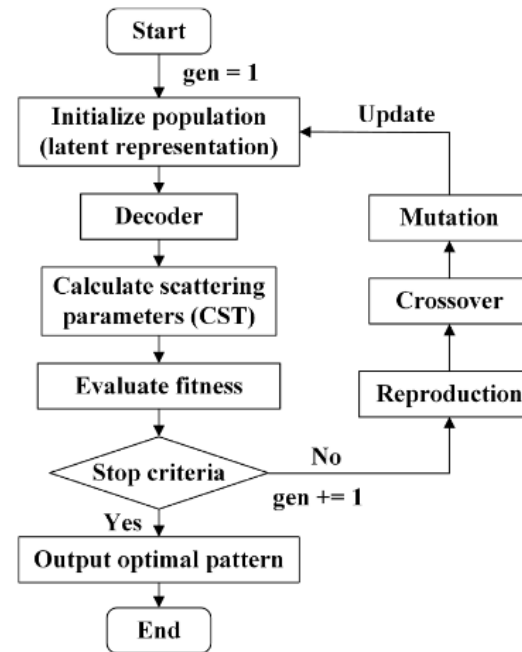 Start
gen = 1
Initialize population
(latent representation)
Update
Decoder
Mutation
Calculate scattering
parameters (CST)
Crossover
Evaluate fitness
Reproduction
Stop criteria
No
gen += 1
Yes
Output optimal pattern
End